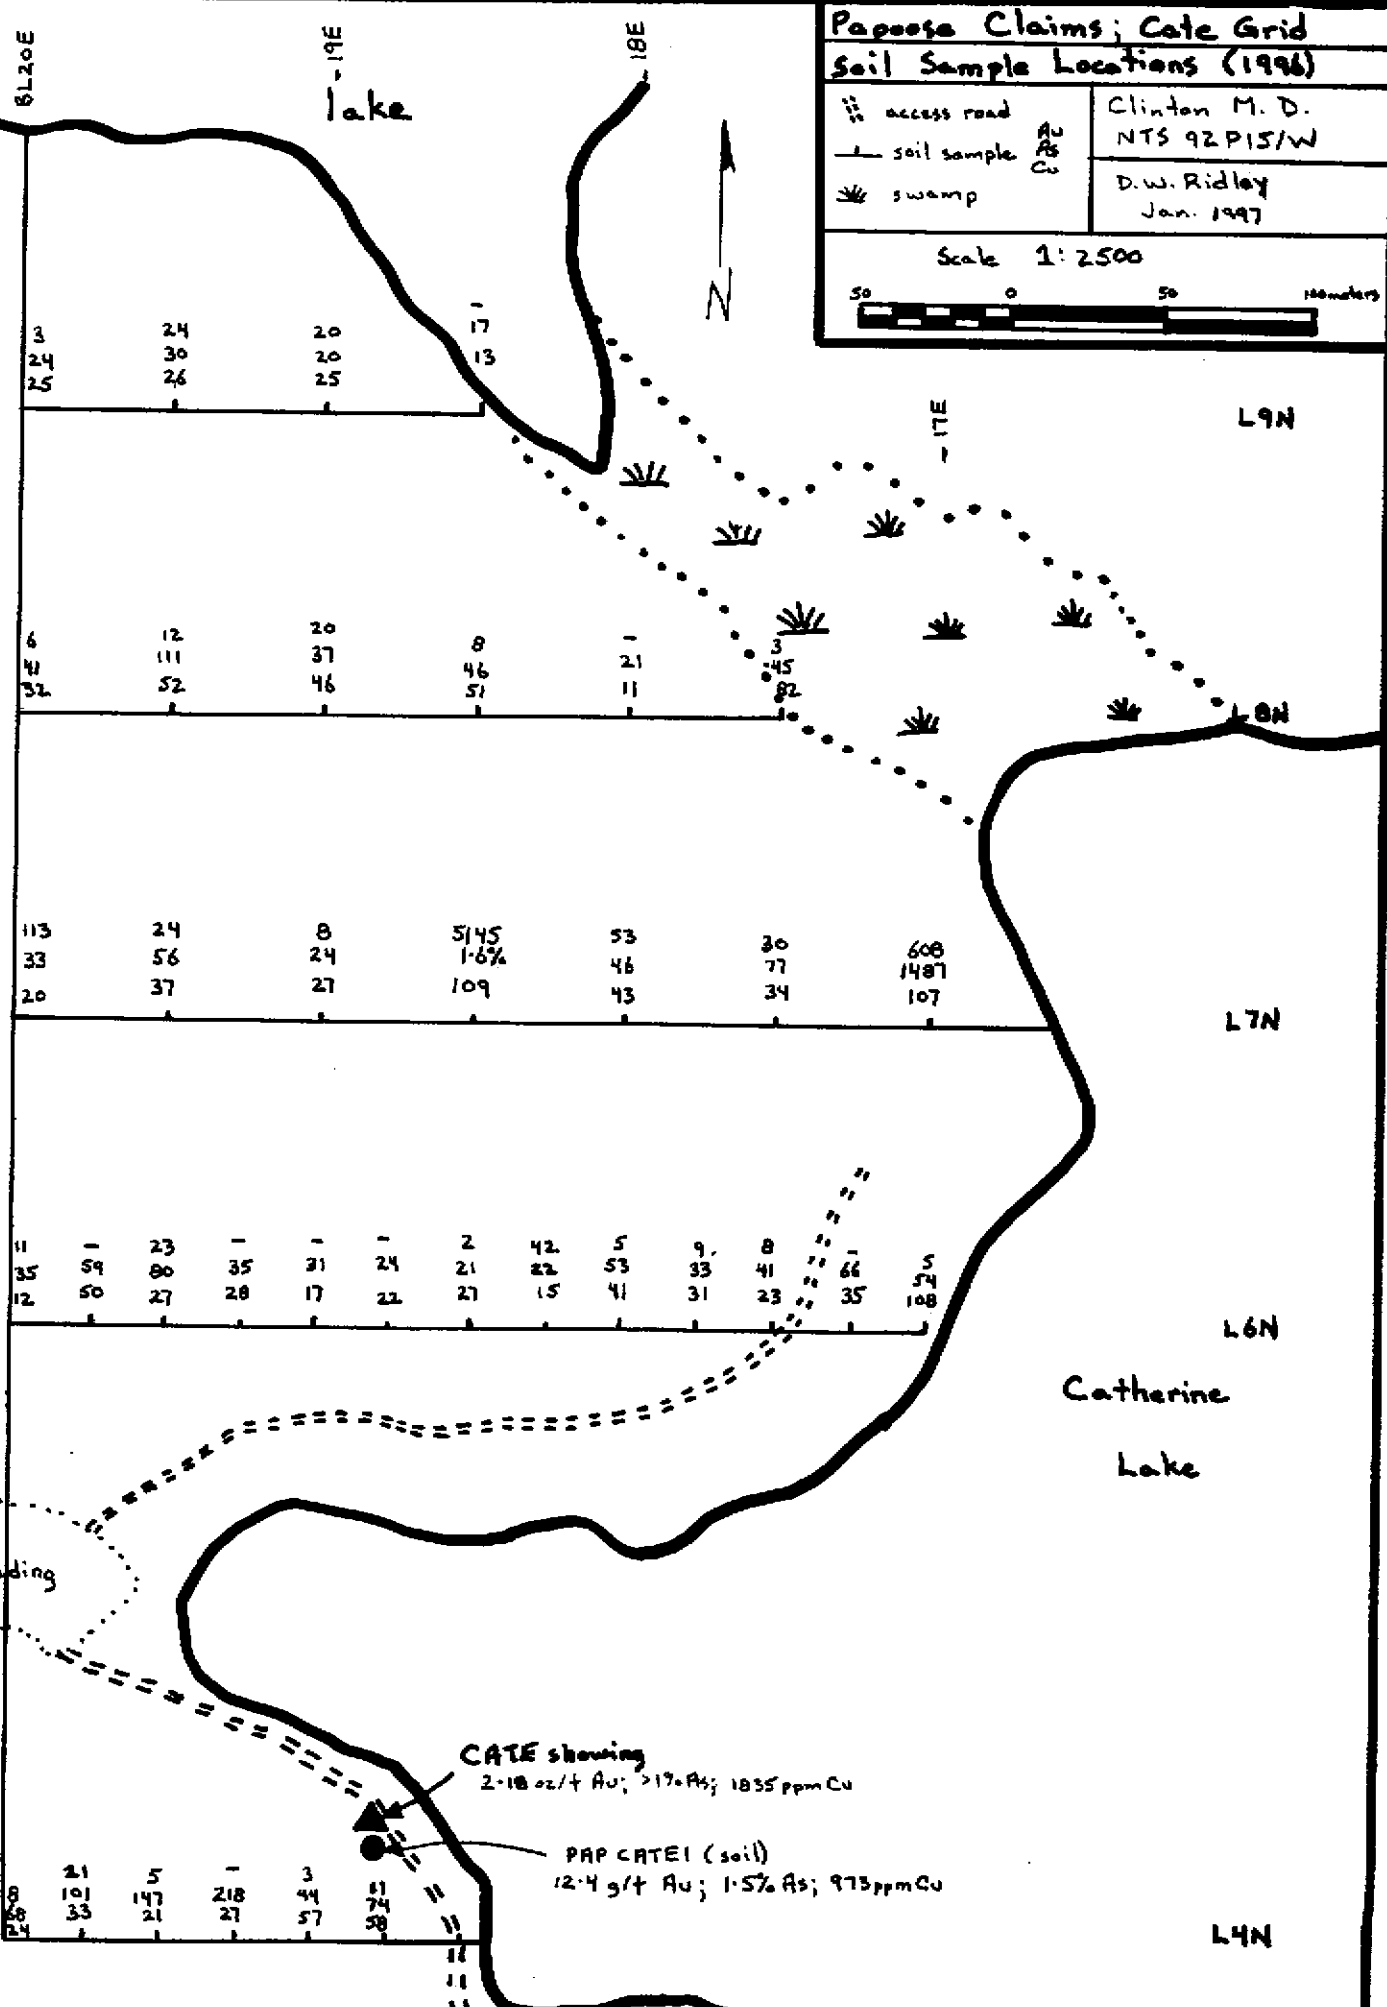 BL20E
-19E
-18E
lake
Papoose Claims; Cate Grid
Soil Sample Locations (1996)
access road
soil sample
Au
As
Cu
swamp
Clinton M. D.
NTS 92P15/W
D.W. Ridley
Jan. 1997
Scale 1:2500
50 0 50 100 meters
N
3 24 20 -
24 30 20 17
25 26 25 13
L9N
-17E
6 12 20 8 - 3
41 111 37 46 21 45
32 52 46 51 11 82
8N
113 24 8 5145 53 30 608
33 56 24 1.6% 46 77 1487
20 37 27 109 43 34 107
L7N
11 - 23 - - - 2 42 5 9 8 - 5
35 59 80 35 31 24 21 22 53 33 41 66 54
12 50 27 28 17 22 27 15 41 31 23 35 108
L6N
Catherine
Lake
ding
CATE showing
2.18 oz/t Au; >1% As; 1835 ppm Cu
PAP CATE1 (soil)
12.4 g/t Au; 1.5% As; 973 ppm Cu
8 21 5 - 3 11
68 101 147 218 44 74
24 33 21 27 57 58
L4N